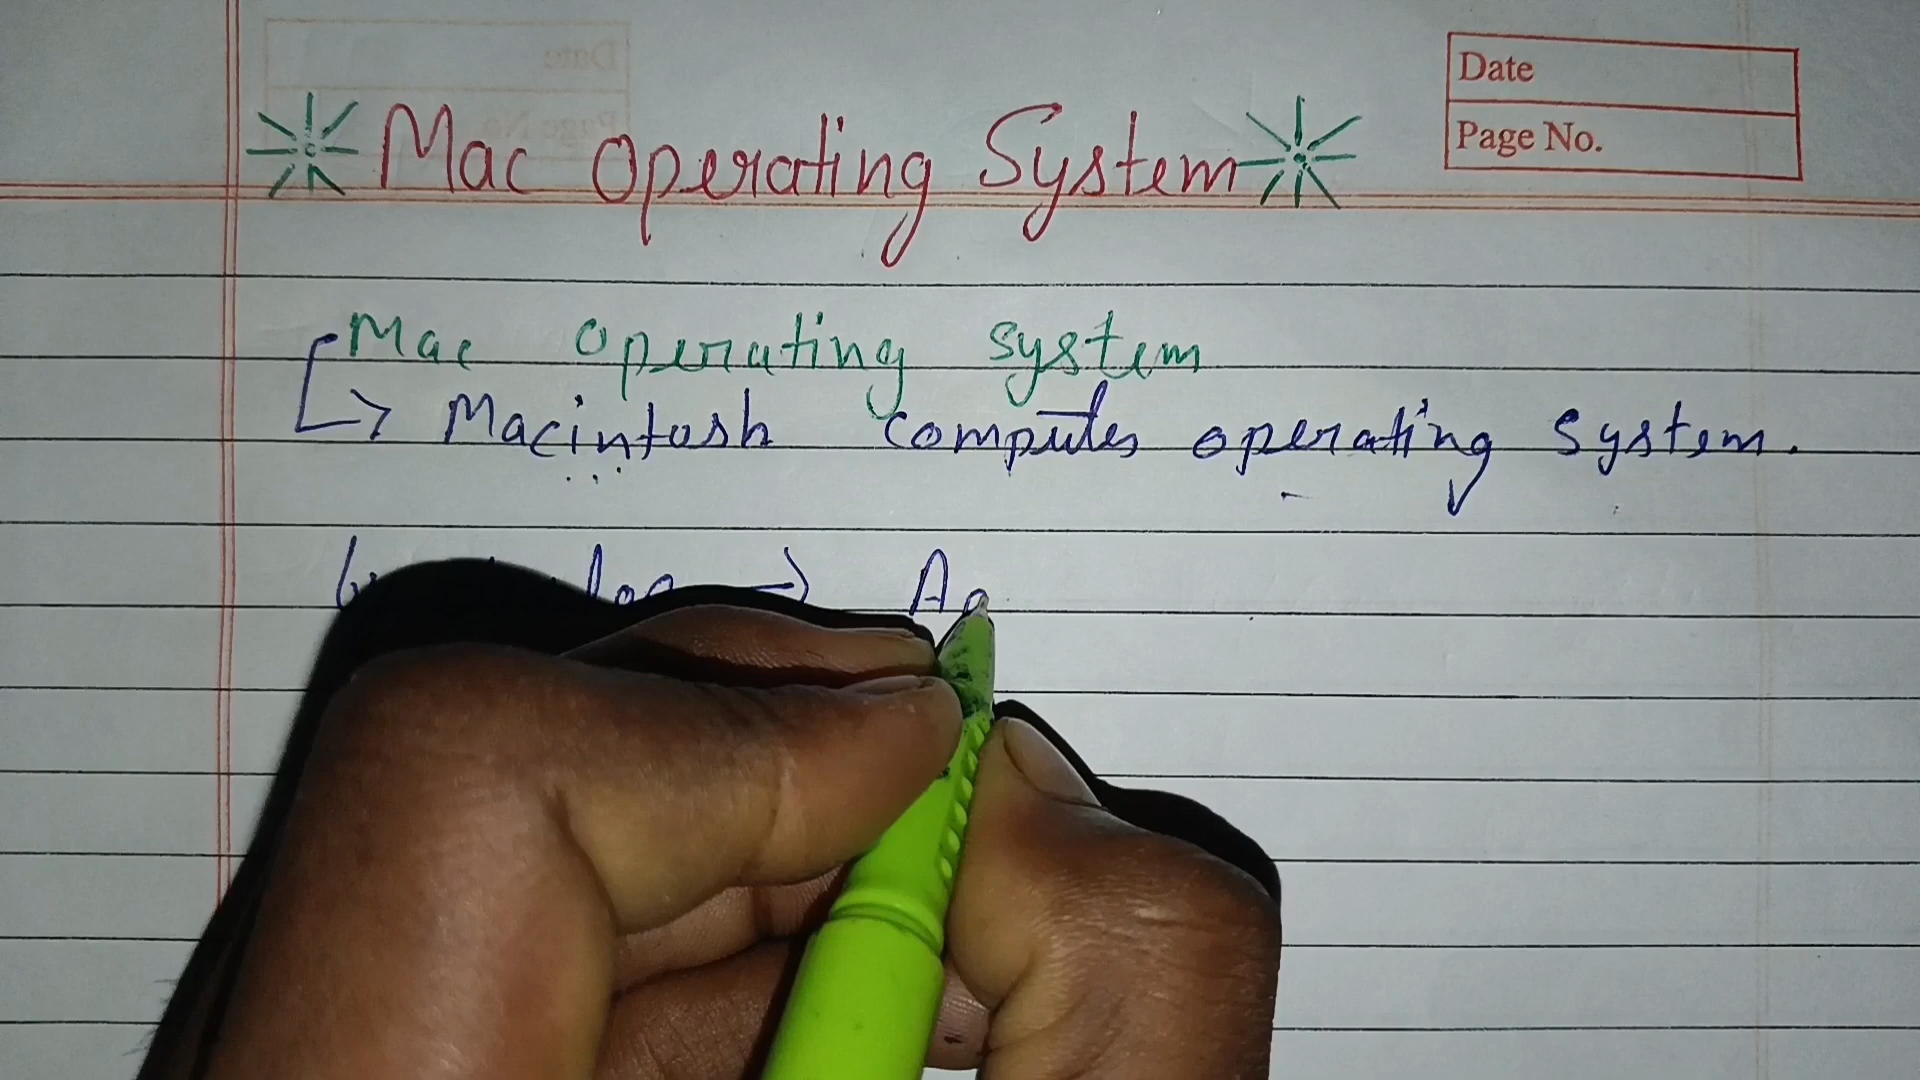 Date
Page No.
Mac Operating System
Mac operating system
Macintosh computer operating system.
→ A